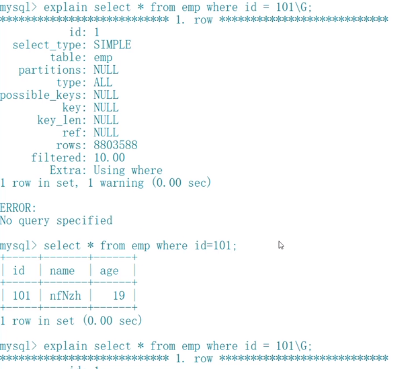 mysql> explain select * from emp where id = 101\G;
*************************** 1. row ***************************
id: 1
select_type: SIMPLE
table: emp
partitions: NULL
type: ALL
possible_keys: NULL
key: NULL
key_len: NULL
ref: NULL
rows: 8803588
filtered: 10.00
Extra: Using where
1 row in set, 1 warning (0.00 sec)
ERROR:
No query specified
mysql> select * from emp where id=101;
+-----+-------+------+
| id | name | age |
+-----+-------+------+
| 101 | nfNzh | 19 |
+-----+-------+------+
1 row in set (0.00 sec)
mysql> explain select * from emp where id = 101\G;
*************************** 1. row ***************************